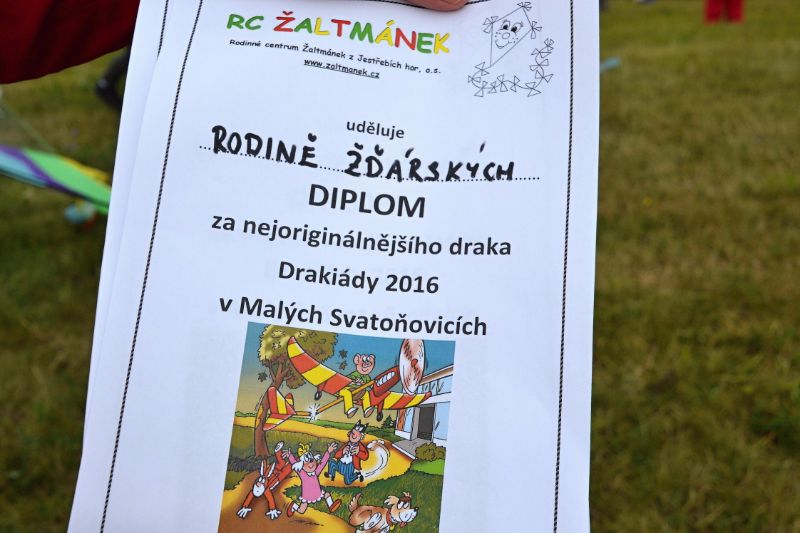 RC ŽALTMÁNEK
Rodinné centrum Žaltmánek z Jestřebích hor, o.s.
www.zaltmanek.cz
uděluje
RODINĚ ŽĎÁRSKÝCH
DIPLOM
za nejoriginálnějšího draka
Drakiády 2016
v Malých Svatoňovicích